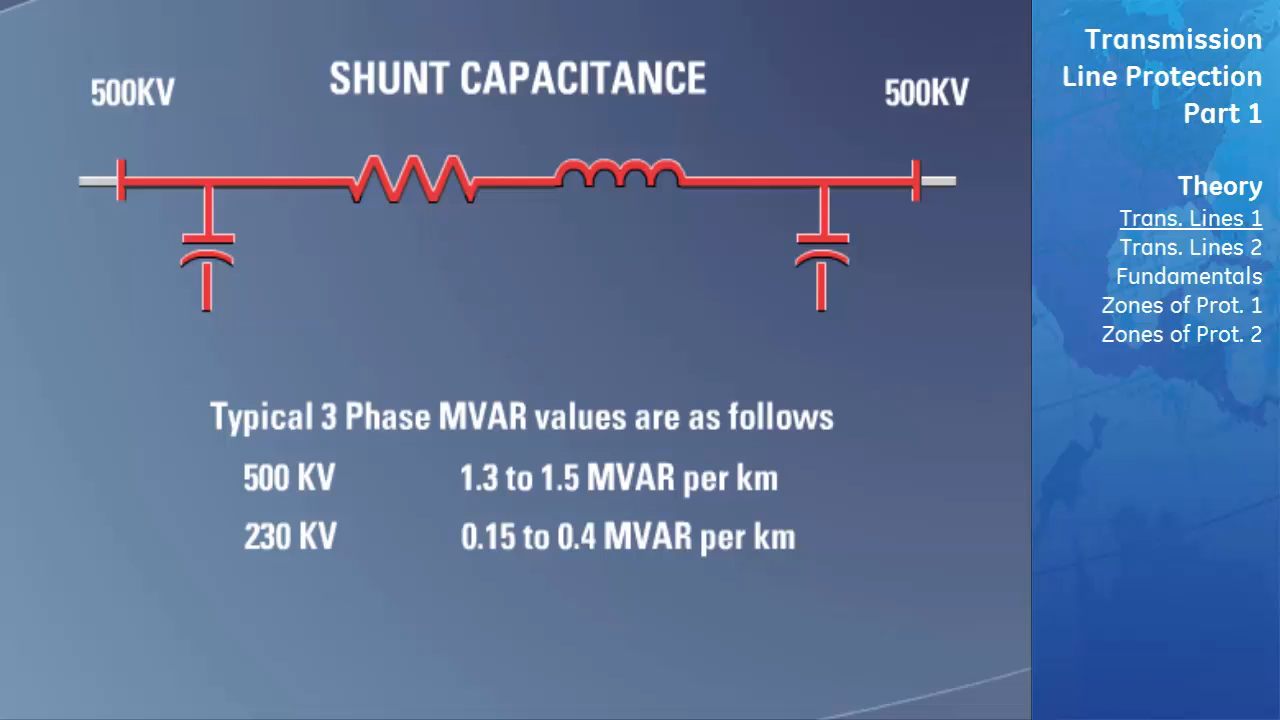 SHUNT CAPACITANCE
500KV
500KV
Typical 3 Phase MVAR values are as follows
500 KV 1.3 to 1.5 MVAR per km
230 KV 0.15 to 0.4 MVAR per km
Transmission
Line Protection
Part 1
Theory
Trans. Lines 1
Trans. Lines 2
Fundamentals
Zones of Prot. 1
Zones of Prot. 2